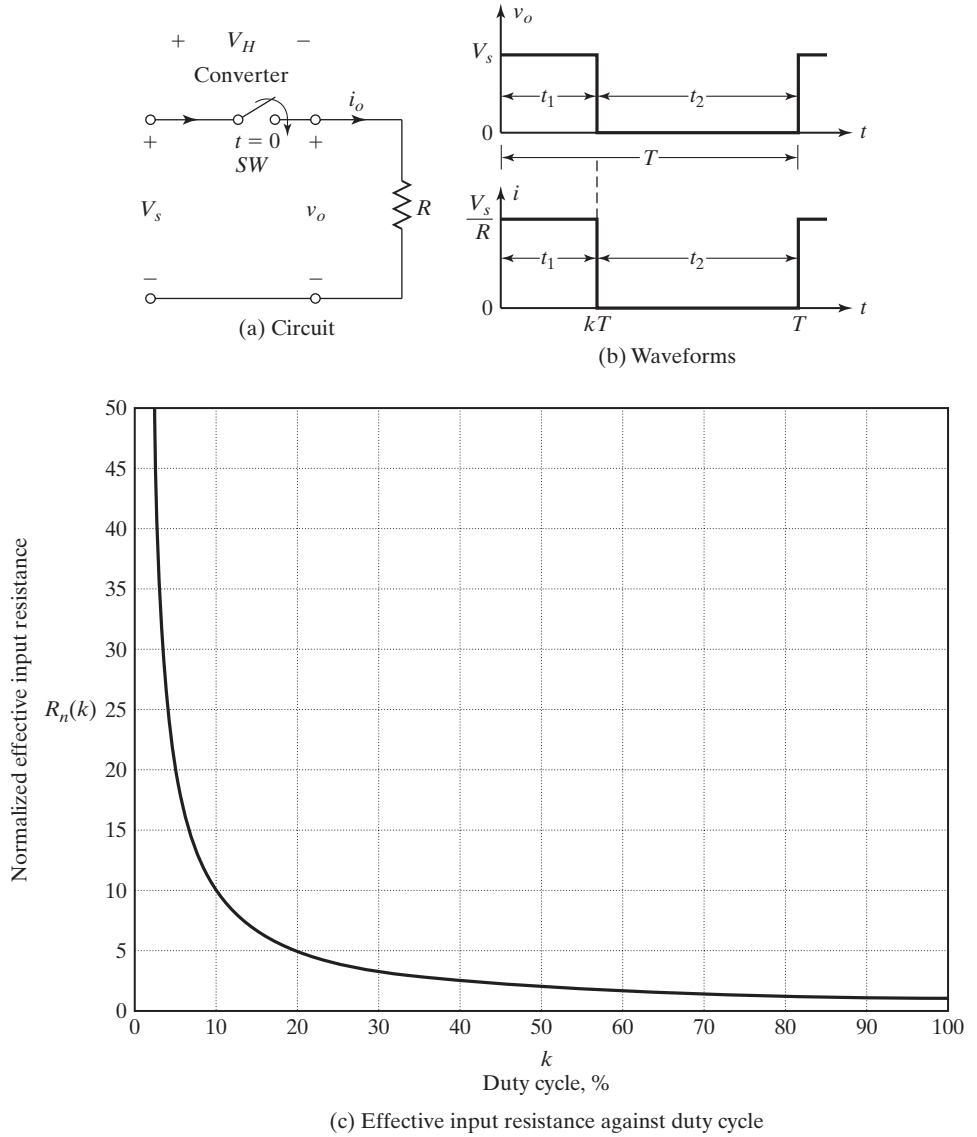 + V_H −
Converter
i_o
t = 0
SW
+ +
V_s v_o R
− −
(a) Circuit
v_o
V_s
t_1 t_2
0 t
T
i
V_s/R
t_1 t_2
0 t
kT T
(b) Waveforms
Normalized effective input resistance
R_n(k)
50
45
40
35
30
25
20
15
10
5
0
0 10 20 30 40 50 60 70 80 90 100
k
Duty cycle, %
(c) Effective input resistance against duty cycle